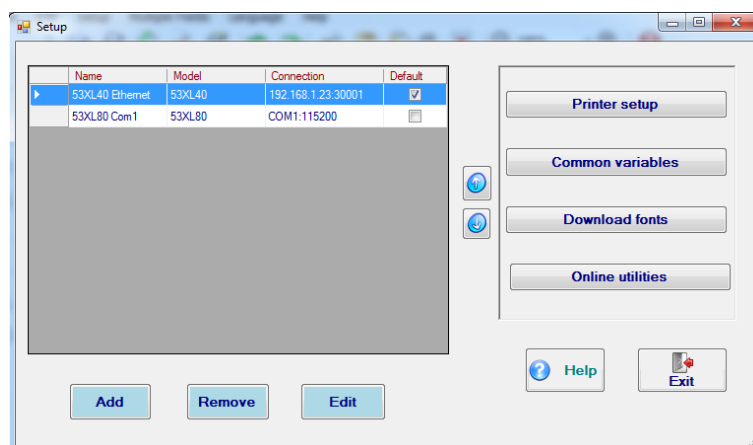 Setup
Name Model Connection Default
53XL40 Ethernet 53XL40 192.168.1.23:30001
53XL80 Com1 53XL80 COM1:115200
Printer setup
Common variables
Download fonts
Online utilities
Help
Exit
Add Remove Edit